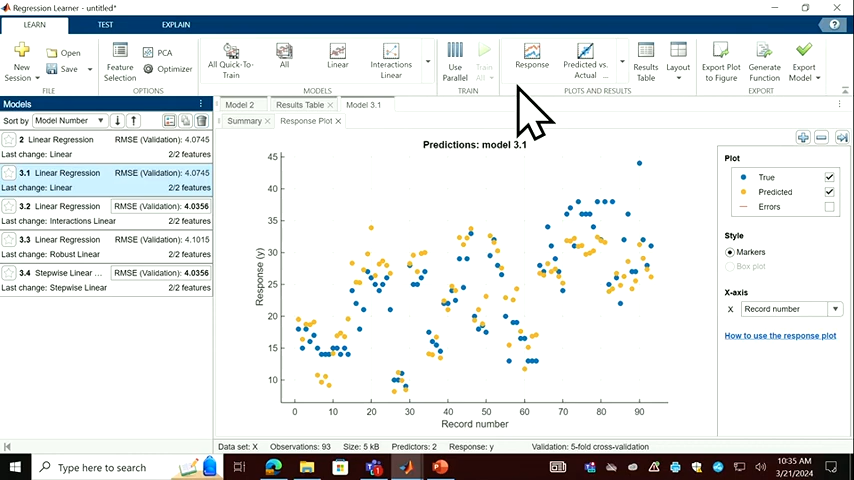 Regression Learner - untitled*
LEARN TEST EXPLAIN
New Session
Open
Save
FILE
Feature Selection
PCA
Optimizer
OPTIONS
All Quick-To-Train
All
Linear
Interactions Linear
MODELS
Use Parallel
Train All
TRAIN
Response
Predicted vs. Actual ...
Results Table
Layout
PLOTS AND RESULTS
Export Plot to Figure
Generate Function
Export Model
EXPORT
Models
Sort by Model Number
2 Linear Regression RMSE (Validation): 4.0745
Last change: Linear 2/2 features
3.1 Linear Regression RMSE (Validation): 4.0745
Last change: Linear 2/2 features
3.2 Linear Regression RMSE (Validation): 4.0356
Last change: Interactions Linear 2/2 features
3.3 Linear Regression RMSE (Validation): 4.1015
Last change: Robust Linear 2/2 features
3.4 Stepwise Linear ... RMSE (Validation): 4.0356
Last change: Stepwise Linear 2/2 features
Model 2 Results Table Model 3.1
Summary Response Plot
Predictions: model 3.1
45
40
35
30
25
20
15
10
Response (y)
0 10 20 30 40 50 60 70 80 90
Record number
Plot
True
Predicted
Errors
Style
Markers
Box plot
X-axis
X Record number
How to use the response plot
Data set: X Observations: 93 Size: 5 kB Predictors: 2 Response: y Validation: 5-fold cross-validation
Type here to search
10:35 AM
3/21/2024